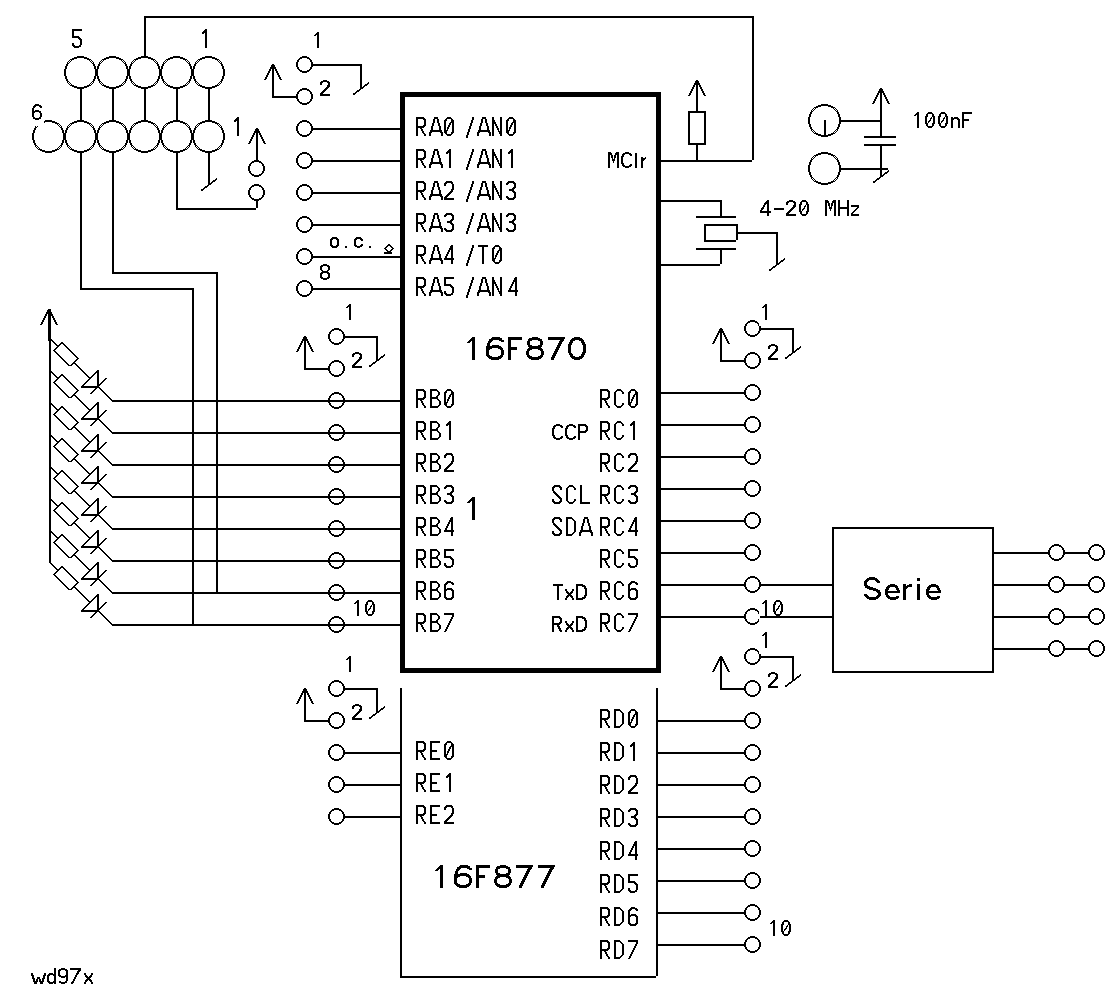 5 1
6 1
1
2
RA0 /AN0
RA1 /AN1
RA2 /AN3
RA3 /AN3
o.c.
RA4 /T0
8
RA5 /AN4
MClr
100nF
4-20 MHz
16F870
1
2
RB0
RB1
RB2
RB3
RB4
RB5
RB6
10
RB7
1
1
2
RC0
CCP RC1
RC2
SCL RC3
SDA RC4
RC5
TxD RC6
10
RxD RC7
Serie
1
2
RE0
RE1
RE2
16F877
1
2
RD0
RD1
RD2
RD3
RD4
RD5
RD6
10
RD7
wd97x